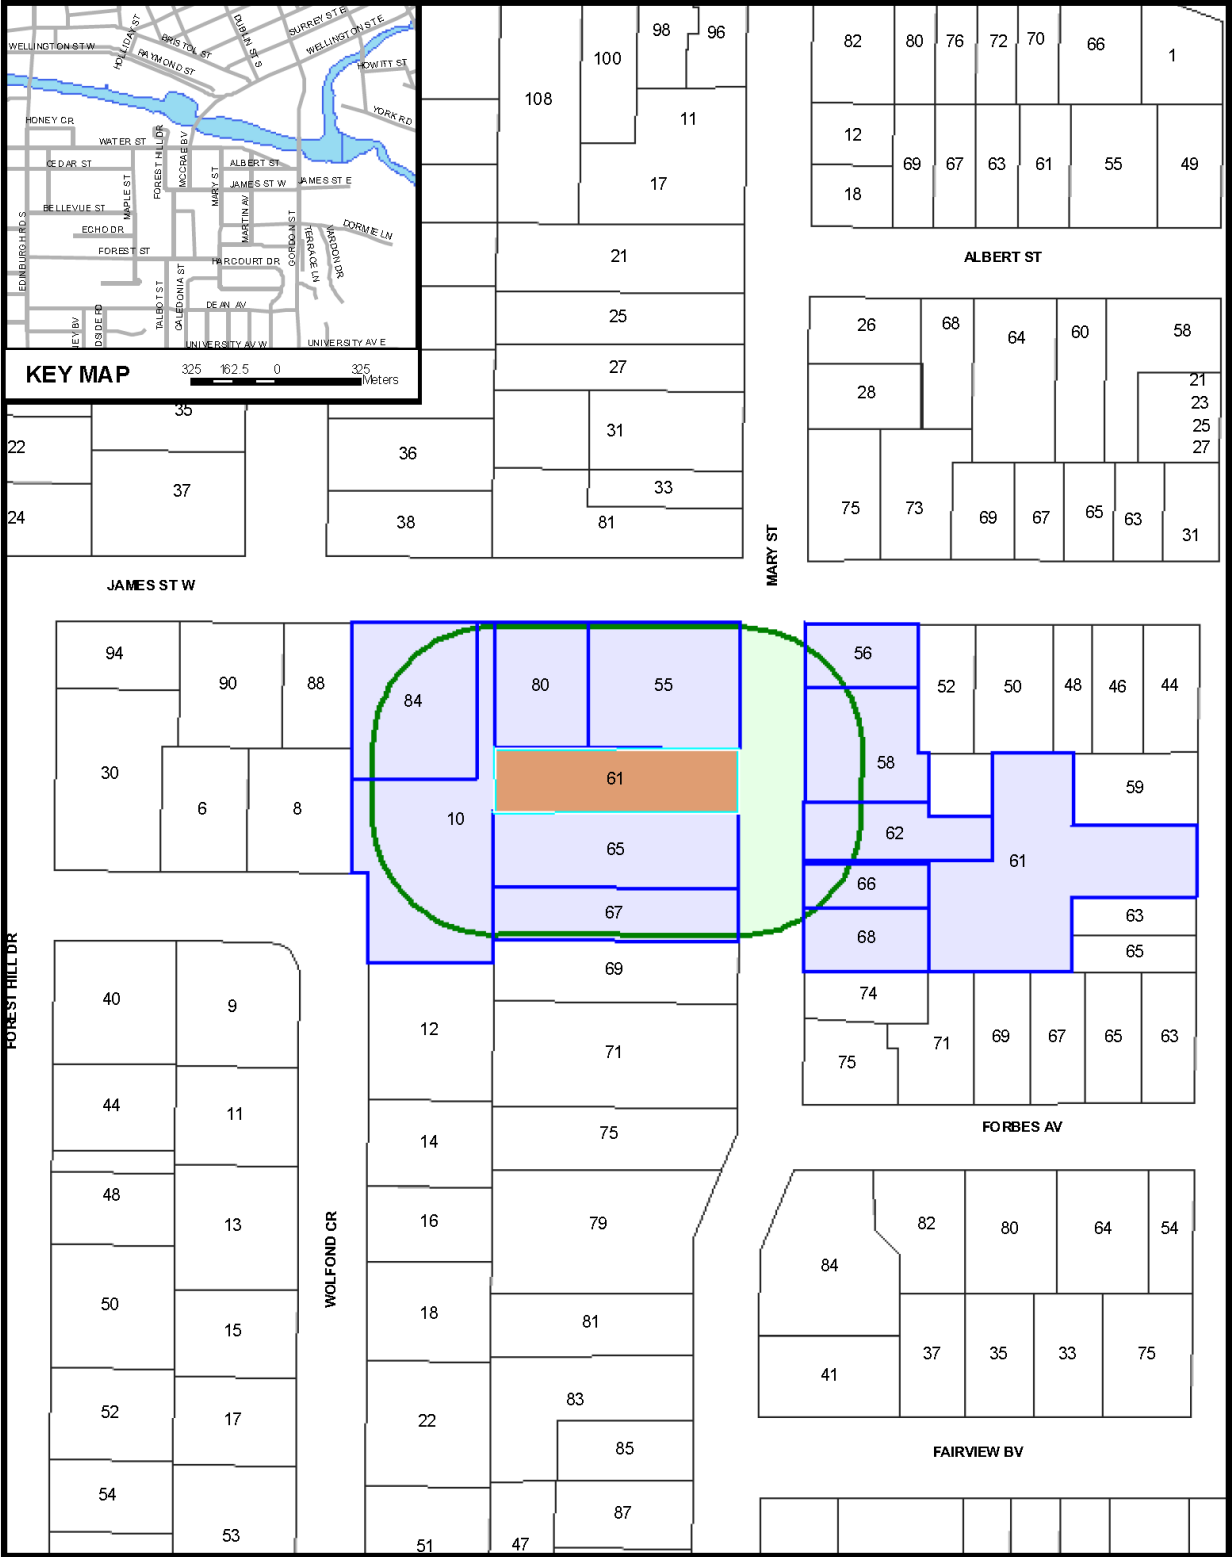 HOLLIDAY ST
BRISTOL ST
DUBLIN ST S
SURREY ST E
WELLINGTON ST E
WELLINGTON ST W
RAYMOND ST
HOWITT ST
YORK RD
HONEY CR
WATER ST
FOREST HILL DR
MCCRAE BV
CEDAR ST
ALBERT ST
MAPLE ST
MARY ST
JAMES ST W
JAMES ST E
BELLEVUE ST
MARTIN AV
ECHO DR
GORDON ST
DORMIE LN
EDINBURGH RD S
FOREST ST
HARCOURT DR
TERRACE LN
VARDON DR
TALBOT ST
CALEDONIA ST
DEAN AV
NEY BV
DSIDE RD
UNIVERSITY AV W
UNIVERSITY AV E
KEY MAP
325 162.5 0 325
Meters
98 96
100
108
11
17
21
25
27
31
33
81
82 80 76 72 70 66 1
12
18
69 67 63 61 55 49
ALBERT ST
26 68 64 60 58
28
21
23
25
27
75 73 69 67 65 63 31
35
22
37
24
36
38
MARY ST
JAMES ST W
94 90 88
30 6 8
84
80 55
61
10
65
67
56
58
62
66
68
52 50 48 46 44
59
61
63
65
69
71
75
79
81
83
85
87
47
74
75
71 69 67 65 63
FORBES AV
FOREST HILL DR
40 9
44 11
48 13
50 15
52 17
54 53
WOLFOND CR
12
14
16
18
22
51
84 82 80 64 54
41 37 35 33 75
FAIRVIEW BV